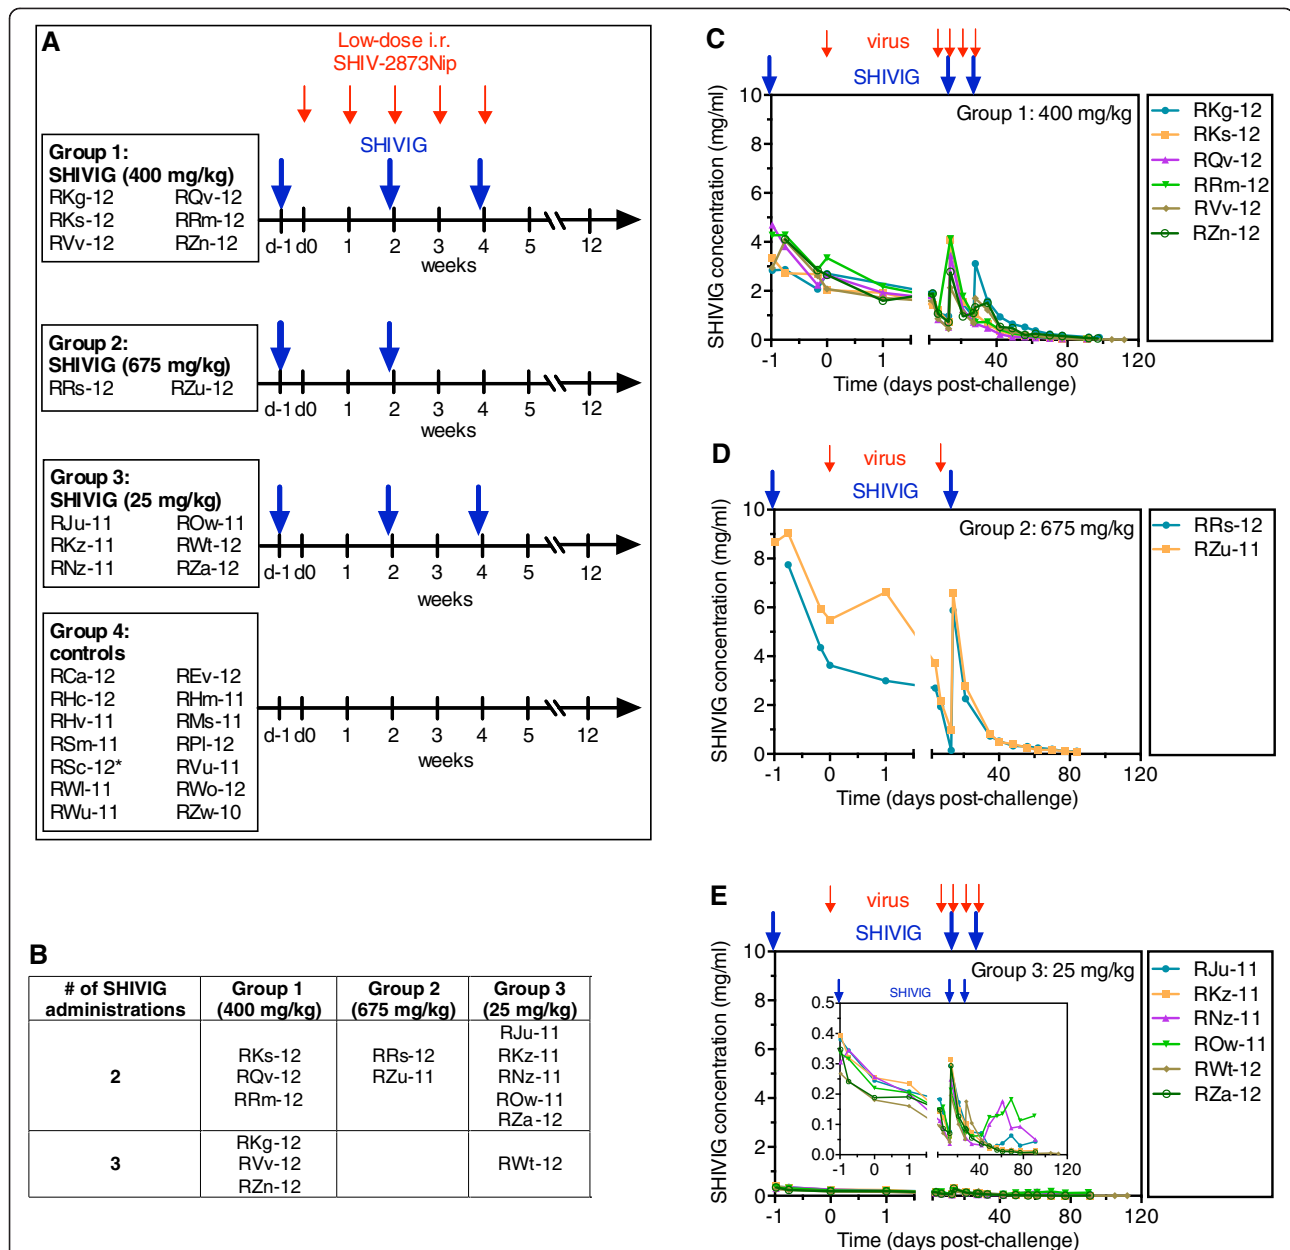 A
Low-dose i.r.
SHIV-2873Nip
SHIVIG
Group 1:
SHIVIG (400 mg/kg)
RKg-12 RQv-12
RKs-12 RRm-12
RVv-12 RZn-12
d-1 d0 1 2 3 4 5 12
weeks
Group 2:
SHIVIG (675 mg/kg)
RRs-12 RZu-12
d-1 d0 1 2 3 4 5 12
weeks
Group 3:
SHIVIG (25 mg/kg)
RJu-11 ROw-11
RKz-11 RWt-12
RNz-11 RZa-12
d-1 d0 1 2 3 4 5 12
weeks
Group 4:
controls
RCa-12 REv-12
RHc-12 RHm-11
RHv-11 RMs-11
RSm-11 RPl-12
RSc-12* RVu-11
RWl-11 RWo-12
RWu-11 RZw-10
d-1 d0 1 2 3 4 5 12
weeks
B
# of SHIVIG administrations
Group 1 (400 mg/kg)
Group 2 (675 mg/kg)
Group 3 (25 mg/kg)
2
RKs-12
RQv-12
RRm-12
RRs-12
RZu-11
RJu-11
RKz-11
RNz-11
ROw-11
RZa-12
3
RKg-12
RVv-12
RZn-12
RWt-12
C
virus
SHIVIG
Group 1: 400 mg/kg
SHIVIG concentration (mg/ml)
10
8
6
4
2
0
-1 0 1 40 80 120
Time (days post-challenge)
RKg-12
RKs-12
RQv-12
RRm-12
RVv-12
RZn-12
D
virus
SHIVIG
Group 2: 675 mg/kg
SHIVIG concentration (mg/ml)
10
8
6
4
2
0
-1 0 1 40 80 120
Time (days post-challenge)
RRs-12
RZu-11
E
virus
SHIVIG
Group 3: 25 mg/kg
SHIVIG concentration (mg/ml)
10
8
6
4
2
0
-1 0 1 40 80 120
Time (days post-challenge)
SHIVIG
0.5
0.4
0.3
0.2
0.1
0.0
-1 0 1 40 80 120
RJu-11
RKz-11
RNz-11
ROw-11
RWt-12
RZa-12